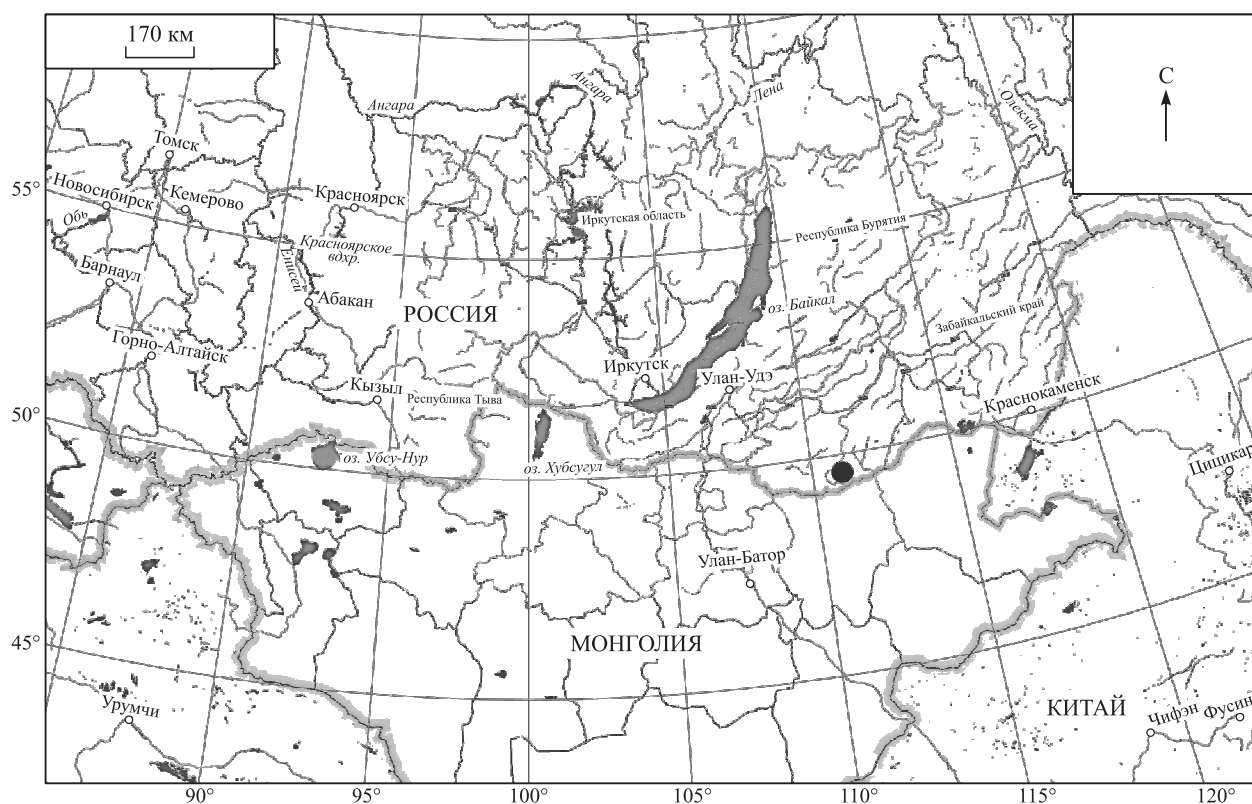 170 км
С
Ангара
Ангара
Лена
Олекма
Томск
55°
Новосибирск
Кемерово
Красноярск
Обь
Иркутская область
Республика Бурятия
Красноярское
вдхр.
Енисей
Барнаул
Абакан
РОССИЯ
оз. Байкал
Забайкальский край
Горно-Алтайск
Иркутск
Улан-Удэ
Кызыл
Республика Тыва
Краснокаменск
50°
оз. Убсу-Нур
оз. Хубсугул
Цицикар
Улан-Батор
45°
МОНГОЛИЯ
Урумчи
КИТАЙ
Чифэн
Фусин
90°
95°
100°
105°
110°
115°
120°